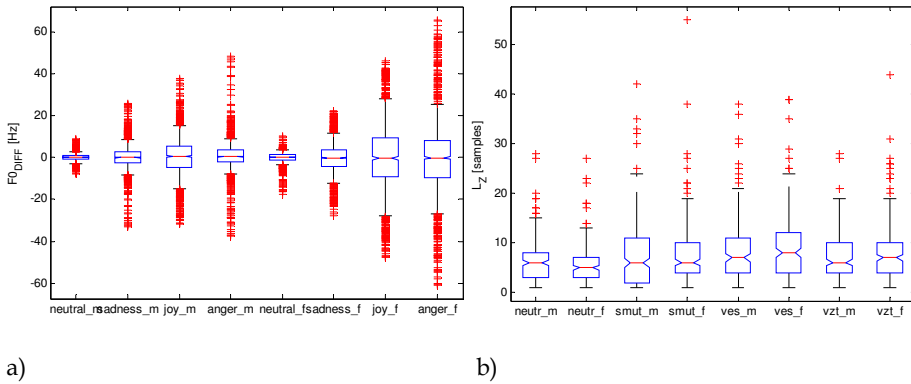 60
40
20
0
-20
-40
-60
F0DIFF [Hz]
neutral_m sadness_m joy_m anger_m neutral_f sadness_f joy_f anger_f
a)
50
40
30
20
10
0
LZ [samples]
neutr_m neutr_f smut_m smut_f ves_m ves_f vzt_m vzt_f
b)